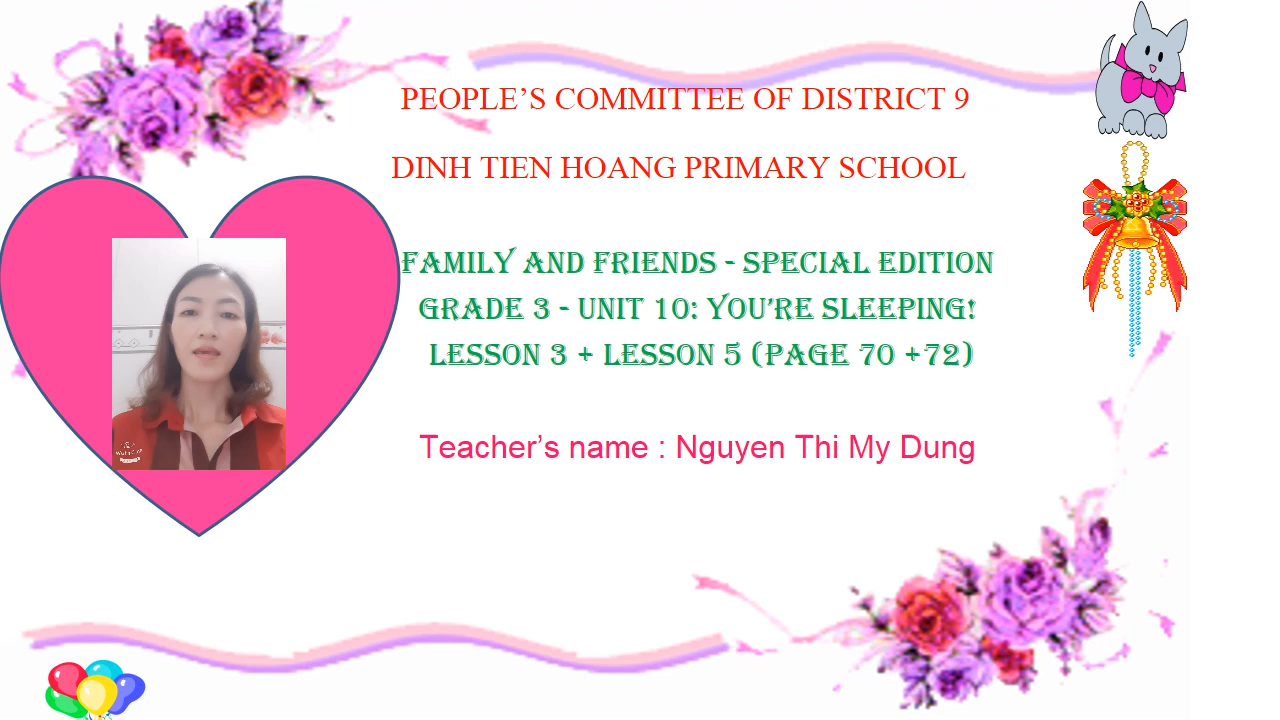 PEOPLE’S COMMITTEE OF DISTRICT 9
DINH TIEN HOANG PRIMARY SCHOOL
FAMILY AND FRIENDS - SPECIAL EDITION
GRADE 3 - UNIT 10: YOU’RE SLEEPING!
LESSON 3 + LESSON 5 (PAGE 70 +72)
Teacher’s name : Nguyen Thi My Dung